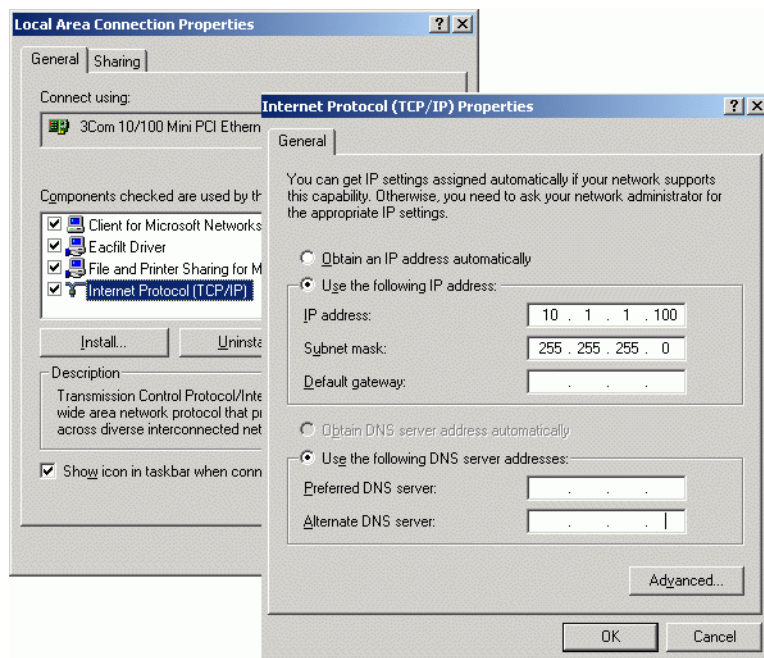 Local Area Connection Properties
General Sharing
Connect using:
3Com 10/100 Mini PCI Ethern
Components checked are used by th
Client for Microsoft Networks
Eacfilt Driver
File and Printer Sharing for M
Internet Protocol (TCP/IP)
Install... Uninsta
Description
Transmission Control Protocol/Inte
wide area network protocol that pr
across diverse interconnected net
Show icon in taskbar when conn
Internet Protocol (TCP/IP) Properties
General
You can get IP settings assigned automatically if your network supports
this capability. Otherwise, you need to ask your network administrator for
the appropriate IP settings.
Obtain an IP address automatically
Use the following IP address:
IP address: 10 . 1 . 1 . 100
Subnet mask: 255 . 255 . 255 . 0
Default gateway: . . .
Obtain DNS server address automatically
Use the following DNS server addresses:
Preferred DNS server: . . .
Alternate DNS server: . . .
Advanced...
OK Cancel